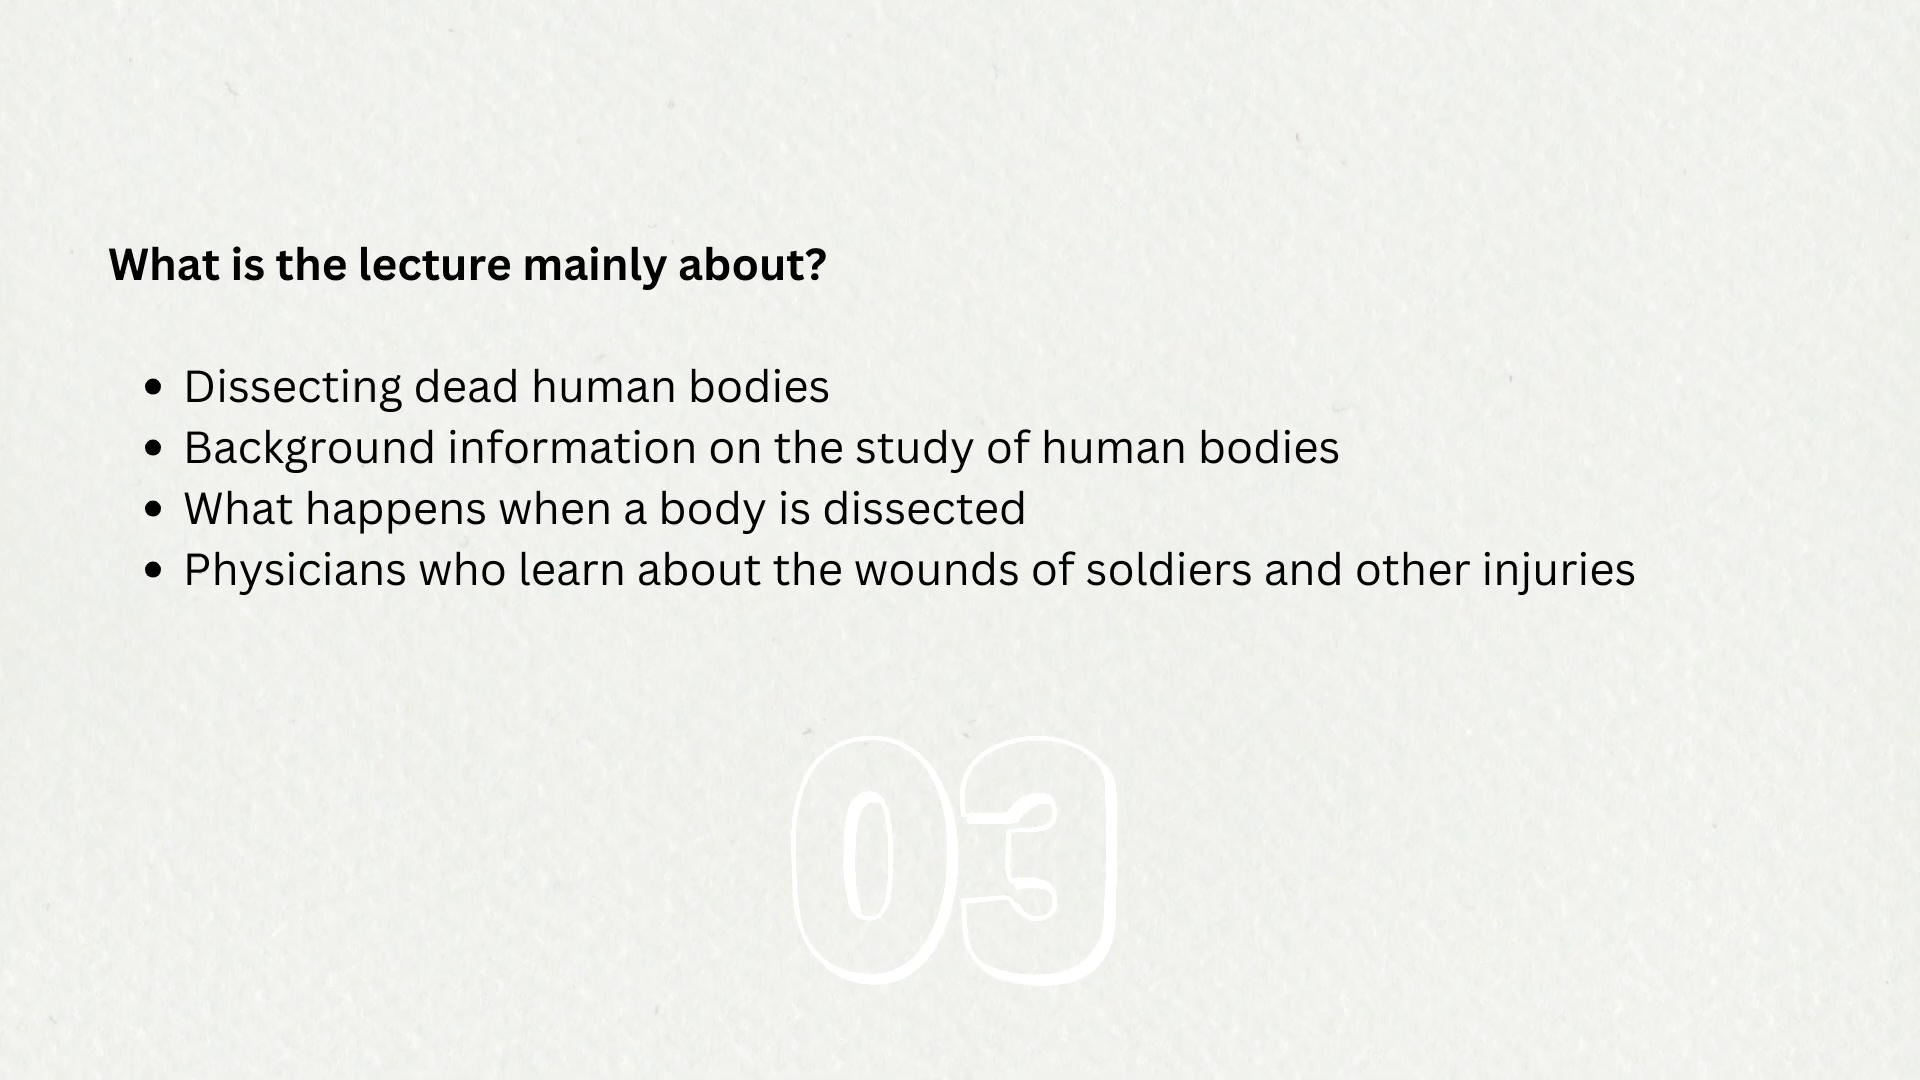 What is the lecture mainly about?
• Dissecting dead human bodies
• Background information on the study of human bodies
• What happens when a body is dissected
• Physicians who learn about the wounds of soldiers and other injuries
03